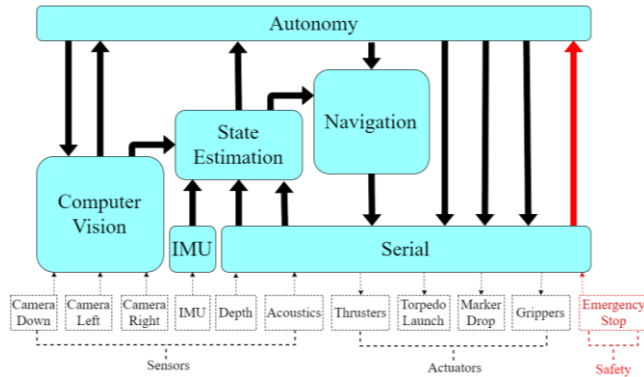 Autonomy
State
Estimation
Navigation
Computer
Vision
IMU
Serial
Camera
Down
Camera
Left
Camera
Right
IMU
Depth
Acoustics
Thrusters
Torpedo
Launch
Marker
Drop
Grippers
Emergency
Stop
Sensors
Actuators
Safety